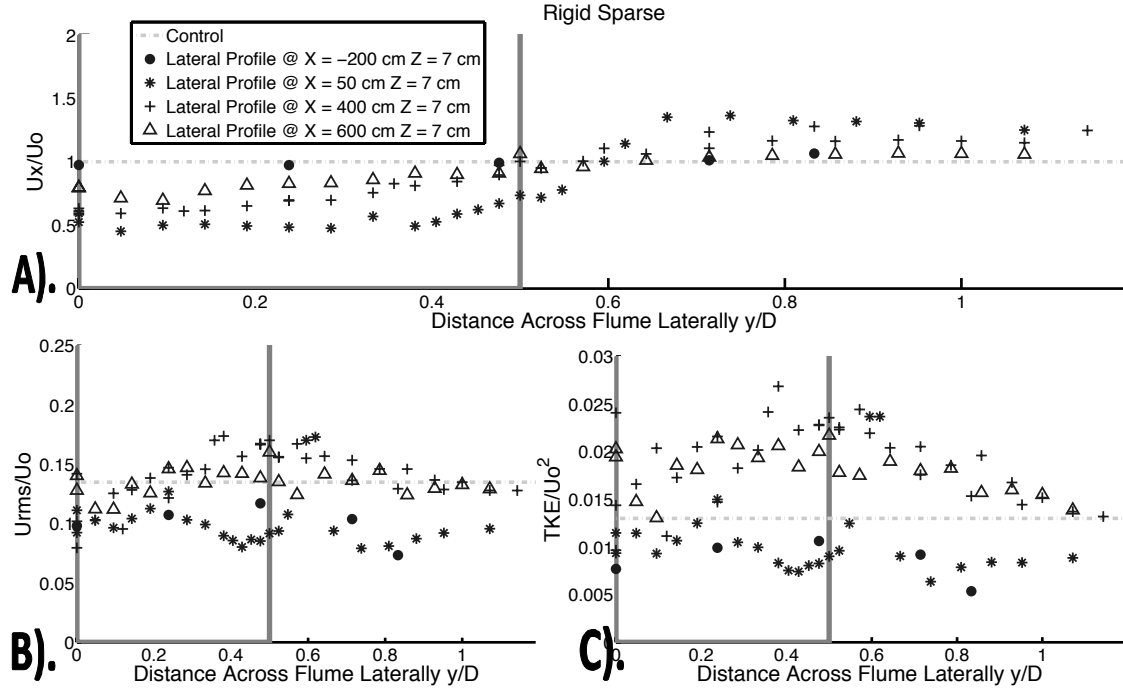 Rigid Sparse
Control
Lateral Profile @ X = −200 cm Z = 7 cm
Lateral Profile @ X = 50 cm Z = 7 cm
Lateral Profile @ X = 400 cm Z = 7 cm
Lateral Profile @ X = 600 cm Z = 7 cm
2
1.5
1
0.5
0
Ux/Uo
A).
0 0.2 0.4 0.6 0.8 1
Distance Across Flume Laterally y/D
0.25
0.2
0.15
0.1
0.05
0
Urms/Uo
B).
0 0.2 0.4 0.6 0.8 1
Distance Across Flume Laterally y/D
0.03
0.025
0.02
0.015
0.01
0.005
0
TKE/Uo²
C).
0 0.2 0.4 0.6 0.8 1
Distance Across Flume Laterally y/D